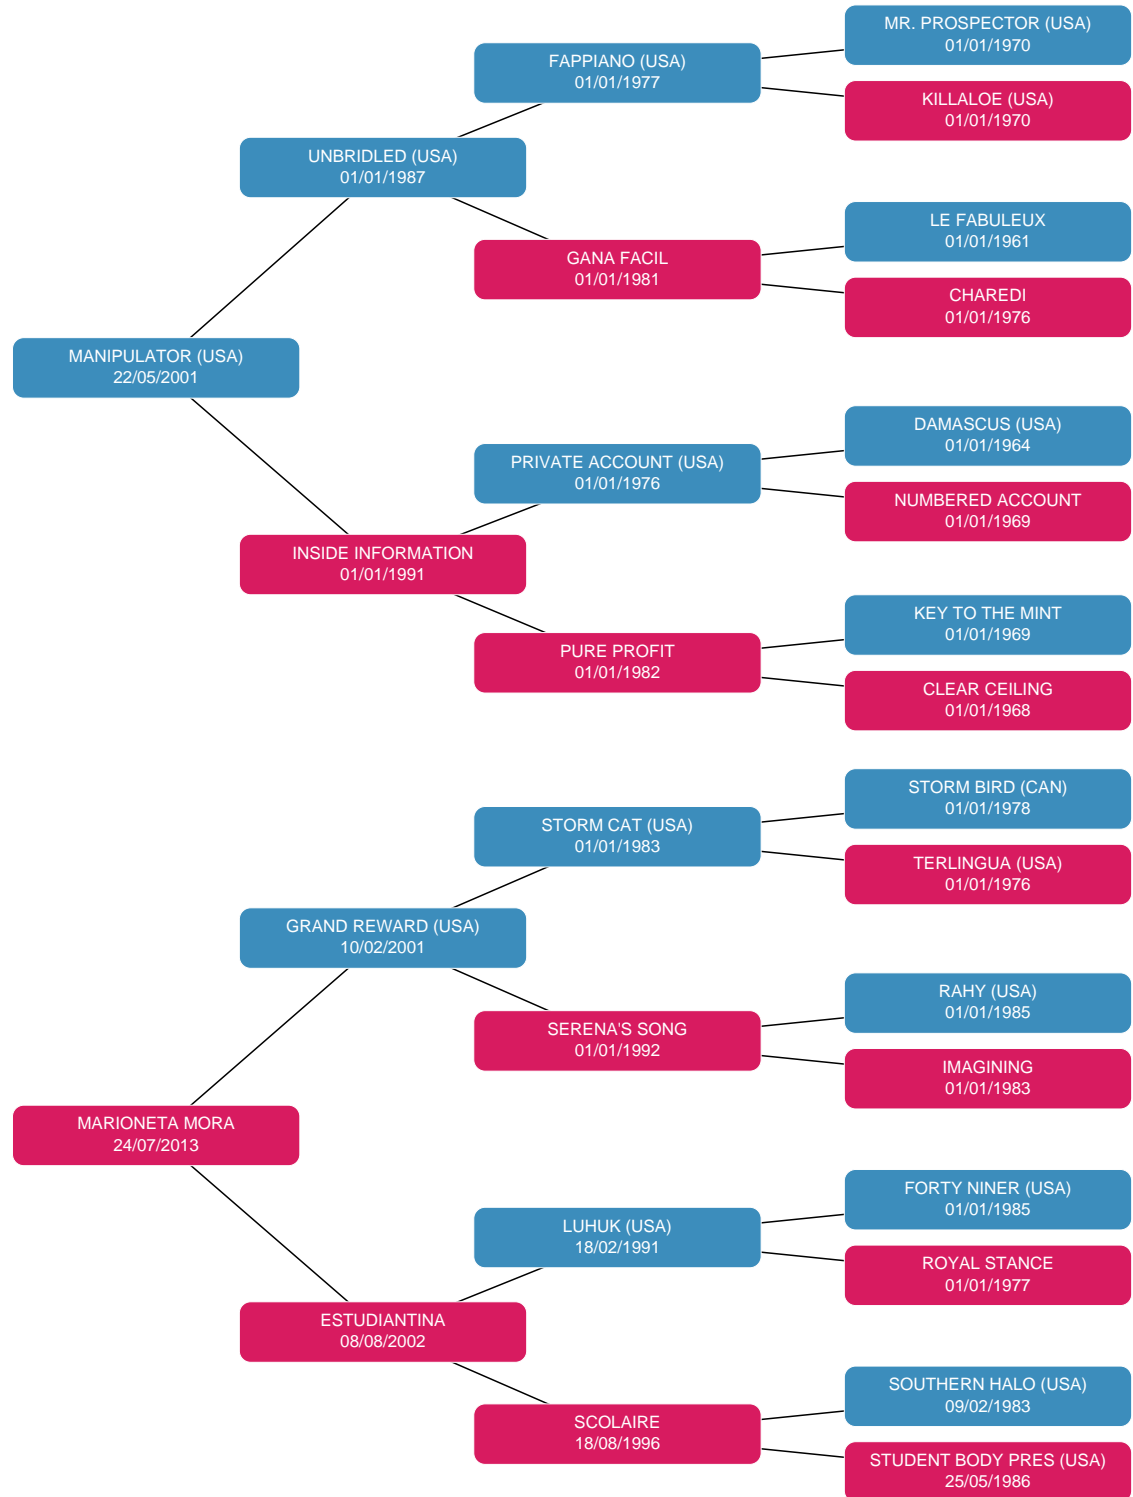 MR. PROSPECTOR (USA)
01/01/1970
FAPPIANO (USA)
01/01/1977
KILLALOE (USA)
01/01/1970
UNBRIDLED (USA)
01/01/1987
LE FABULEUX
01/01/1961
GANA FACIL
01/01/1981
CHAREDI
01/01/1976
MANIPULATOR (USA)
22/05/2001
DAMASCUS (USA)
01/01/1964
PRIVATE ACCOUNT (USA)
01/01/1976
NUMBERED ACCOUNT
01/01/1969
INSIDE INFORMATION
01/01/1991
KEY TO THE MINT
01/01/1969
PURE PROFIT
01/01/1982
CLEAR CEILING
01/01/1968
STORM BIRD (CAN)
01/01/1978
STORM CAT (USA)
01/01/1983
TERLINGUA (USA)
01/01/1976
GRAND REWARD (USA)
10/02/2001
RAHY (USA)
01/01/1985
SERENA'S SONG
01/01/1992
IMAGINING
01/01/1983
MARIONETA MORA
24/07/2013
FORTY NINER (USA)
01/01/1985
LUHUK (USA)
18/02/1991
ROYAL STANCE
01/01/1977
ESTUDIANTINA
08/08/2002
SOUTHERN HALO (USA)
09/02/1983
SCOLAIRE
18/08/1996
STUDENT BODY PRES (USA)
25/05/1986